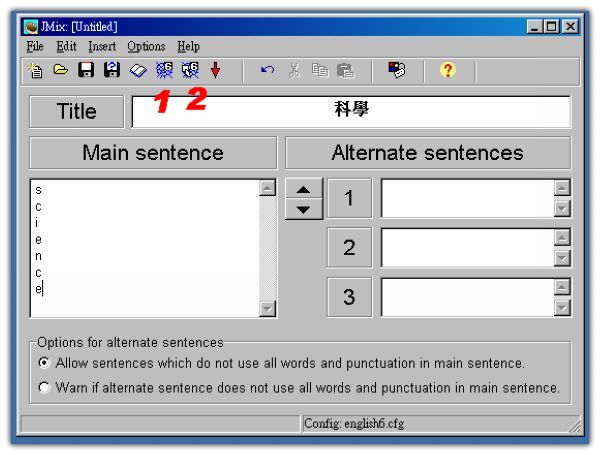 JMix: [Untitled]
File Edit Insert Options Help
6 6 ?
1 2
Title 科學
Main sentence Alternate sentences
s
c
i
e
n
c
e
1
2
3
Options for alternate sentences
Allow sentences which do not use all words and punctuation in main sentence.
Warn if alternate sentence does not use all words and punctuation in main sentence.
Config: english6.cfg